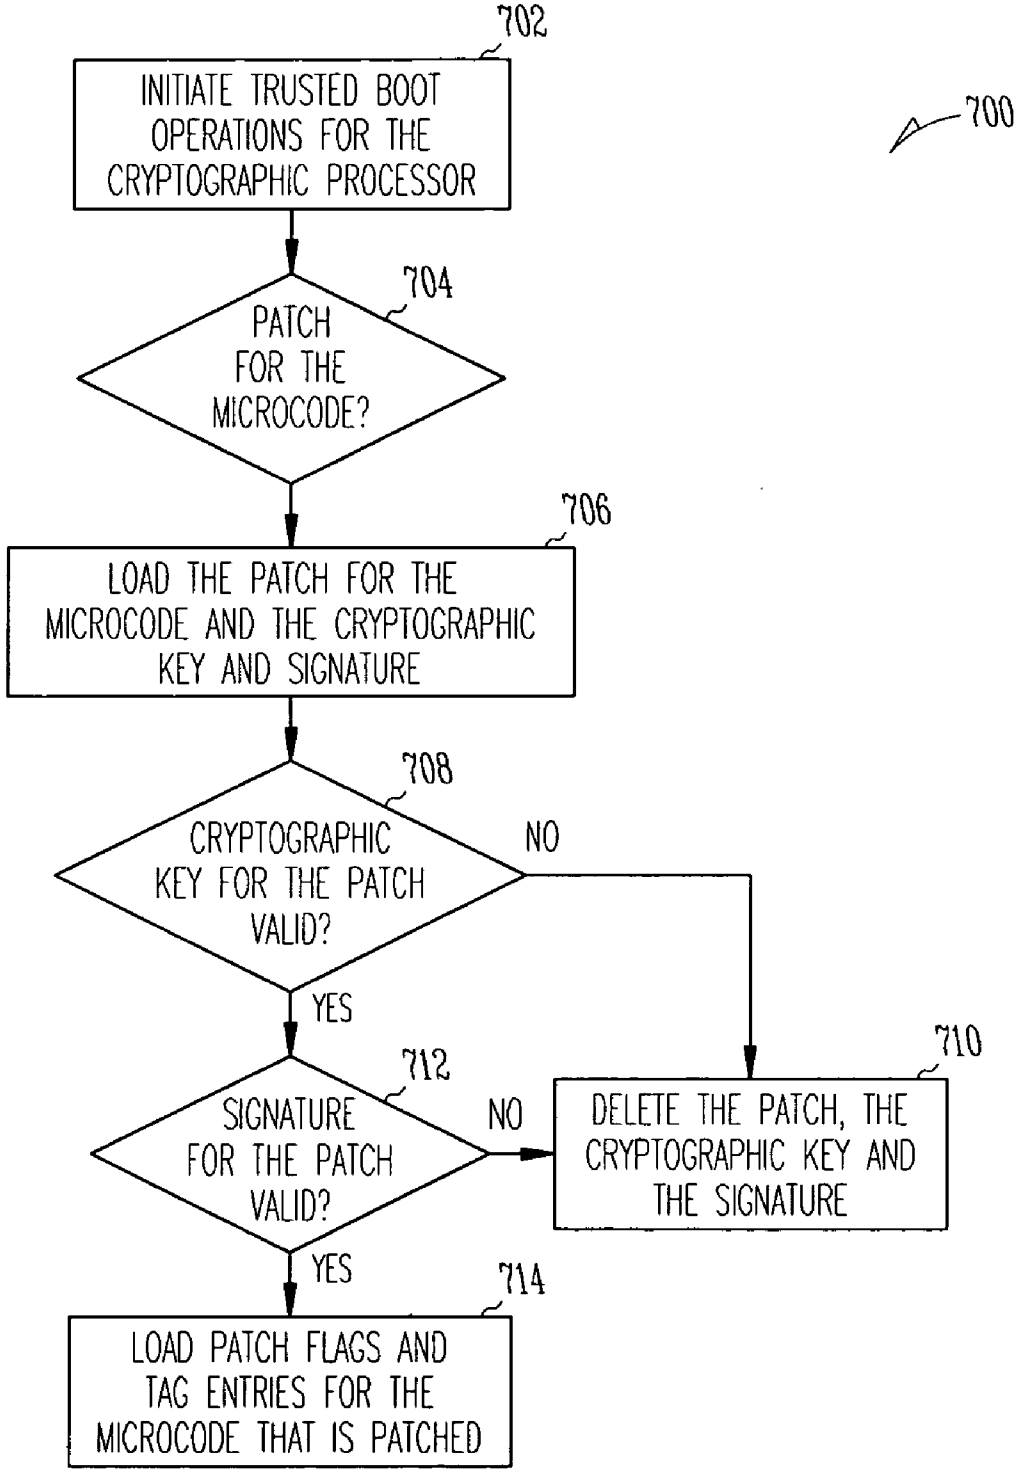 702
INITIATE TRUSTED BOOT
OPERATIONS FOR THE
CRYPTOGRAPHIC PROCESSOR
700
704
PATCH
FOR THE
MICROCODE?
706
LOAD THE PATCH FOR THE
MICROCODE AND THE CRYPTOGRAPHIC
KEY AND SIGNATURE
708
CRYPTOGRAPHIC
KEY FOR THE PATCH
VALID?
NO
YES
712
SIGNATURE
FOR THE PATCH
VALID?
NO
710
DELETE THE PATCH, THE
CRYPTOGRAPHIC KEY AND
THE SIGNATURE
YES
714
LOAD PATCH FLAGS AND
TAG ENTRIES FOR THE
MICROCODE THAT IS PATCHED